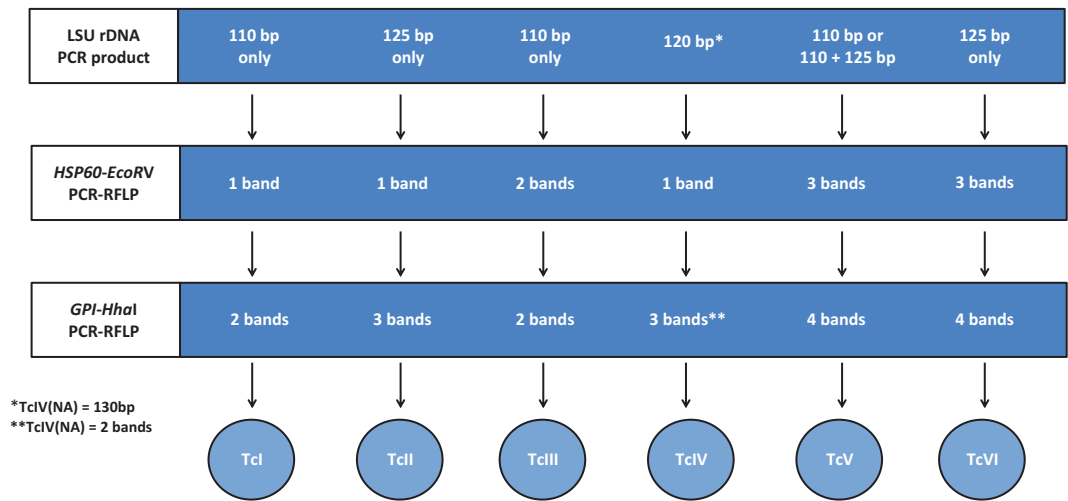 LSU rDNA
PCR product
110 bp
only
125 bp
only
110 bp
only
120 bp*
110 bp or
110 + 125 bp
125 bp
only
HSP60-EcoRV
PCR-RFLP
1 band
1 band
2 bands
1 band
3 bands
3 bands
GPI-HhaI
PCR-RFLP
2 bands
3 bands
2 bands
3 bands**
4 bands
4 bands
*TcIV(NA) = 130bp
**TcIV(NA) = 2 bands
TcI
TcII
TcIII
TcIV
TcV
TcVI